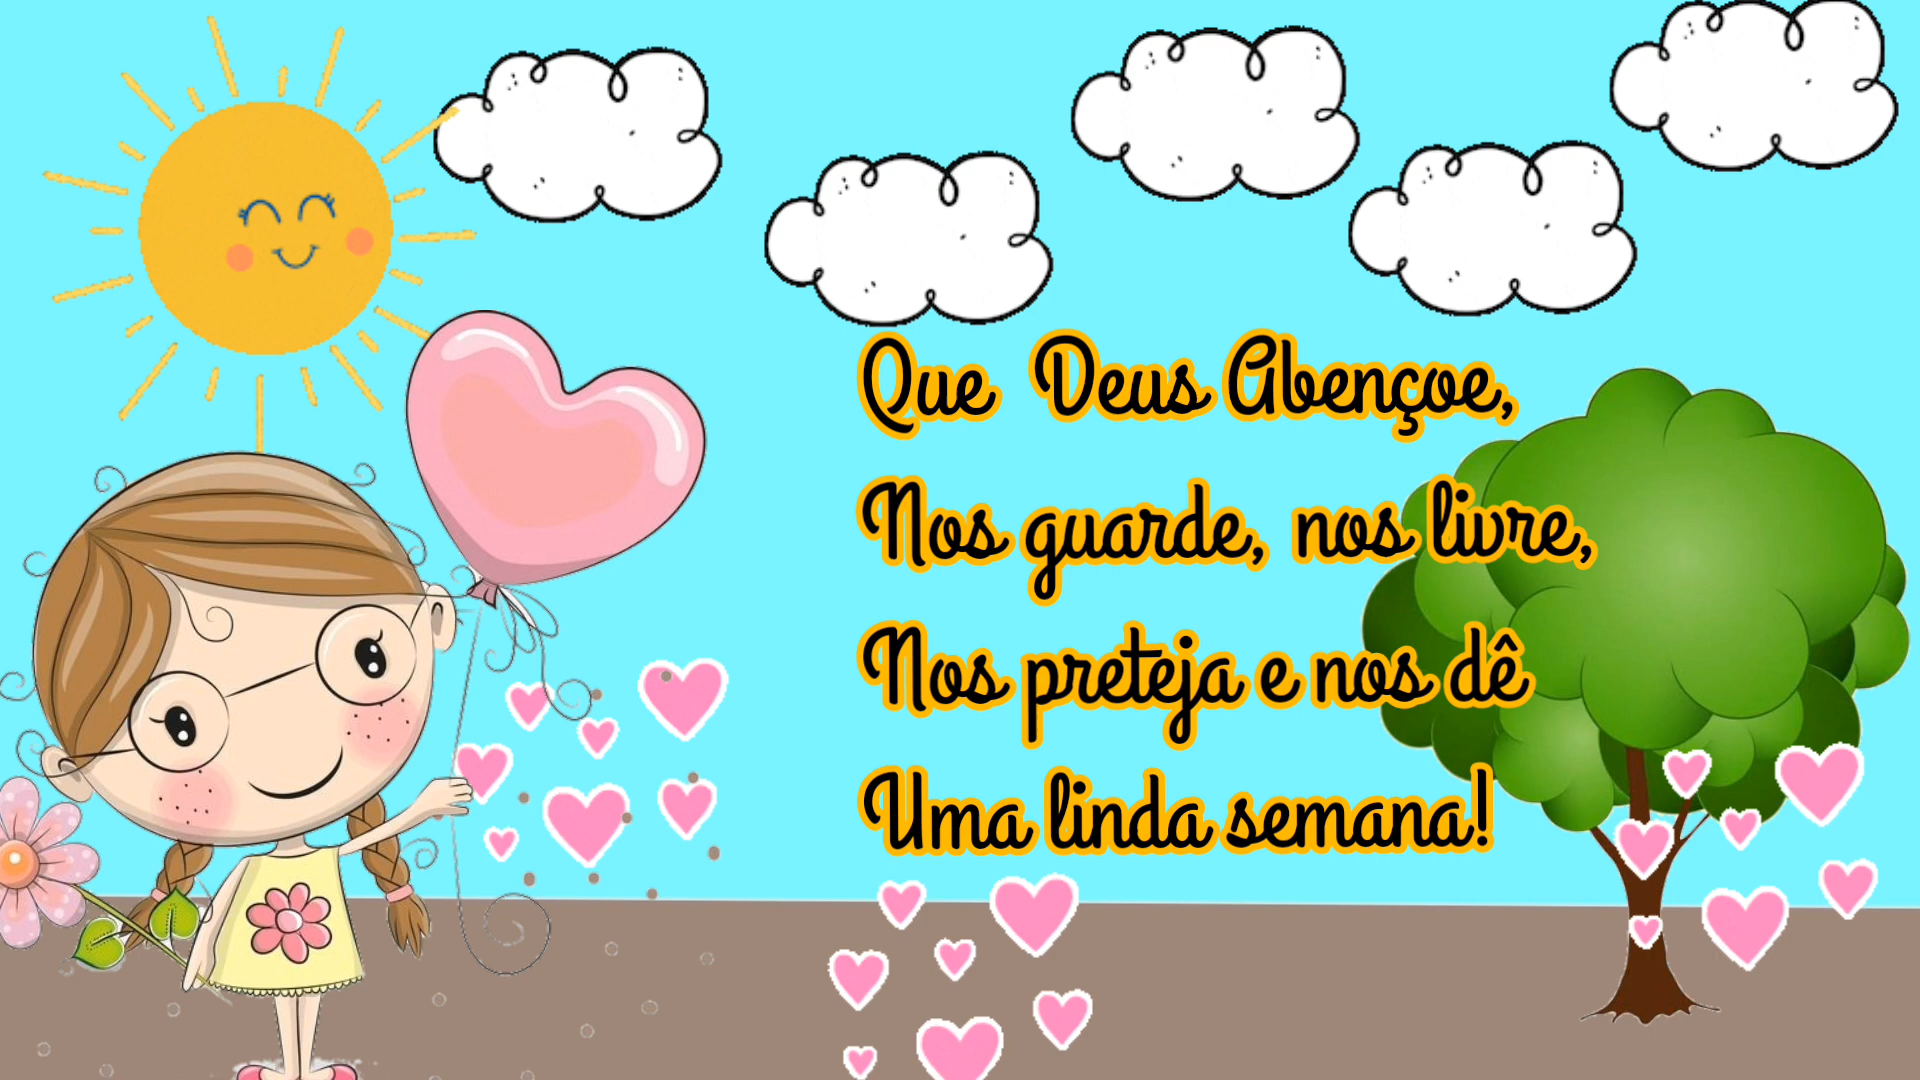 Que Deus Abençoe,
Nos guarde, nos livre,
Nos preteja e nos dê
Uma linda semana!